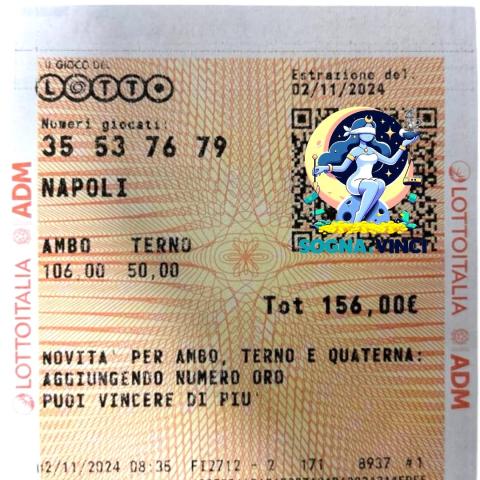 IL GIOCO DEL
LOTTO
Estrazione del:
02/11/2024
Numeri giocati:
35 53 76 79
NAPOLI
SOGNA VINCI
AMBO TERNO
106,00 50,00
Tot 156,00€
NOVITA' PER AMBO, TERNO E QUATERNA:
AGGIUNGENDO NUMERO ORO
PUOI VINCERE DI PIU'
02/11/2024 08:35 FI2712 - 2 171 8937 #1
LOTTOITALIA ADM
LOTTOITALIA ADM